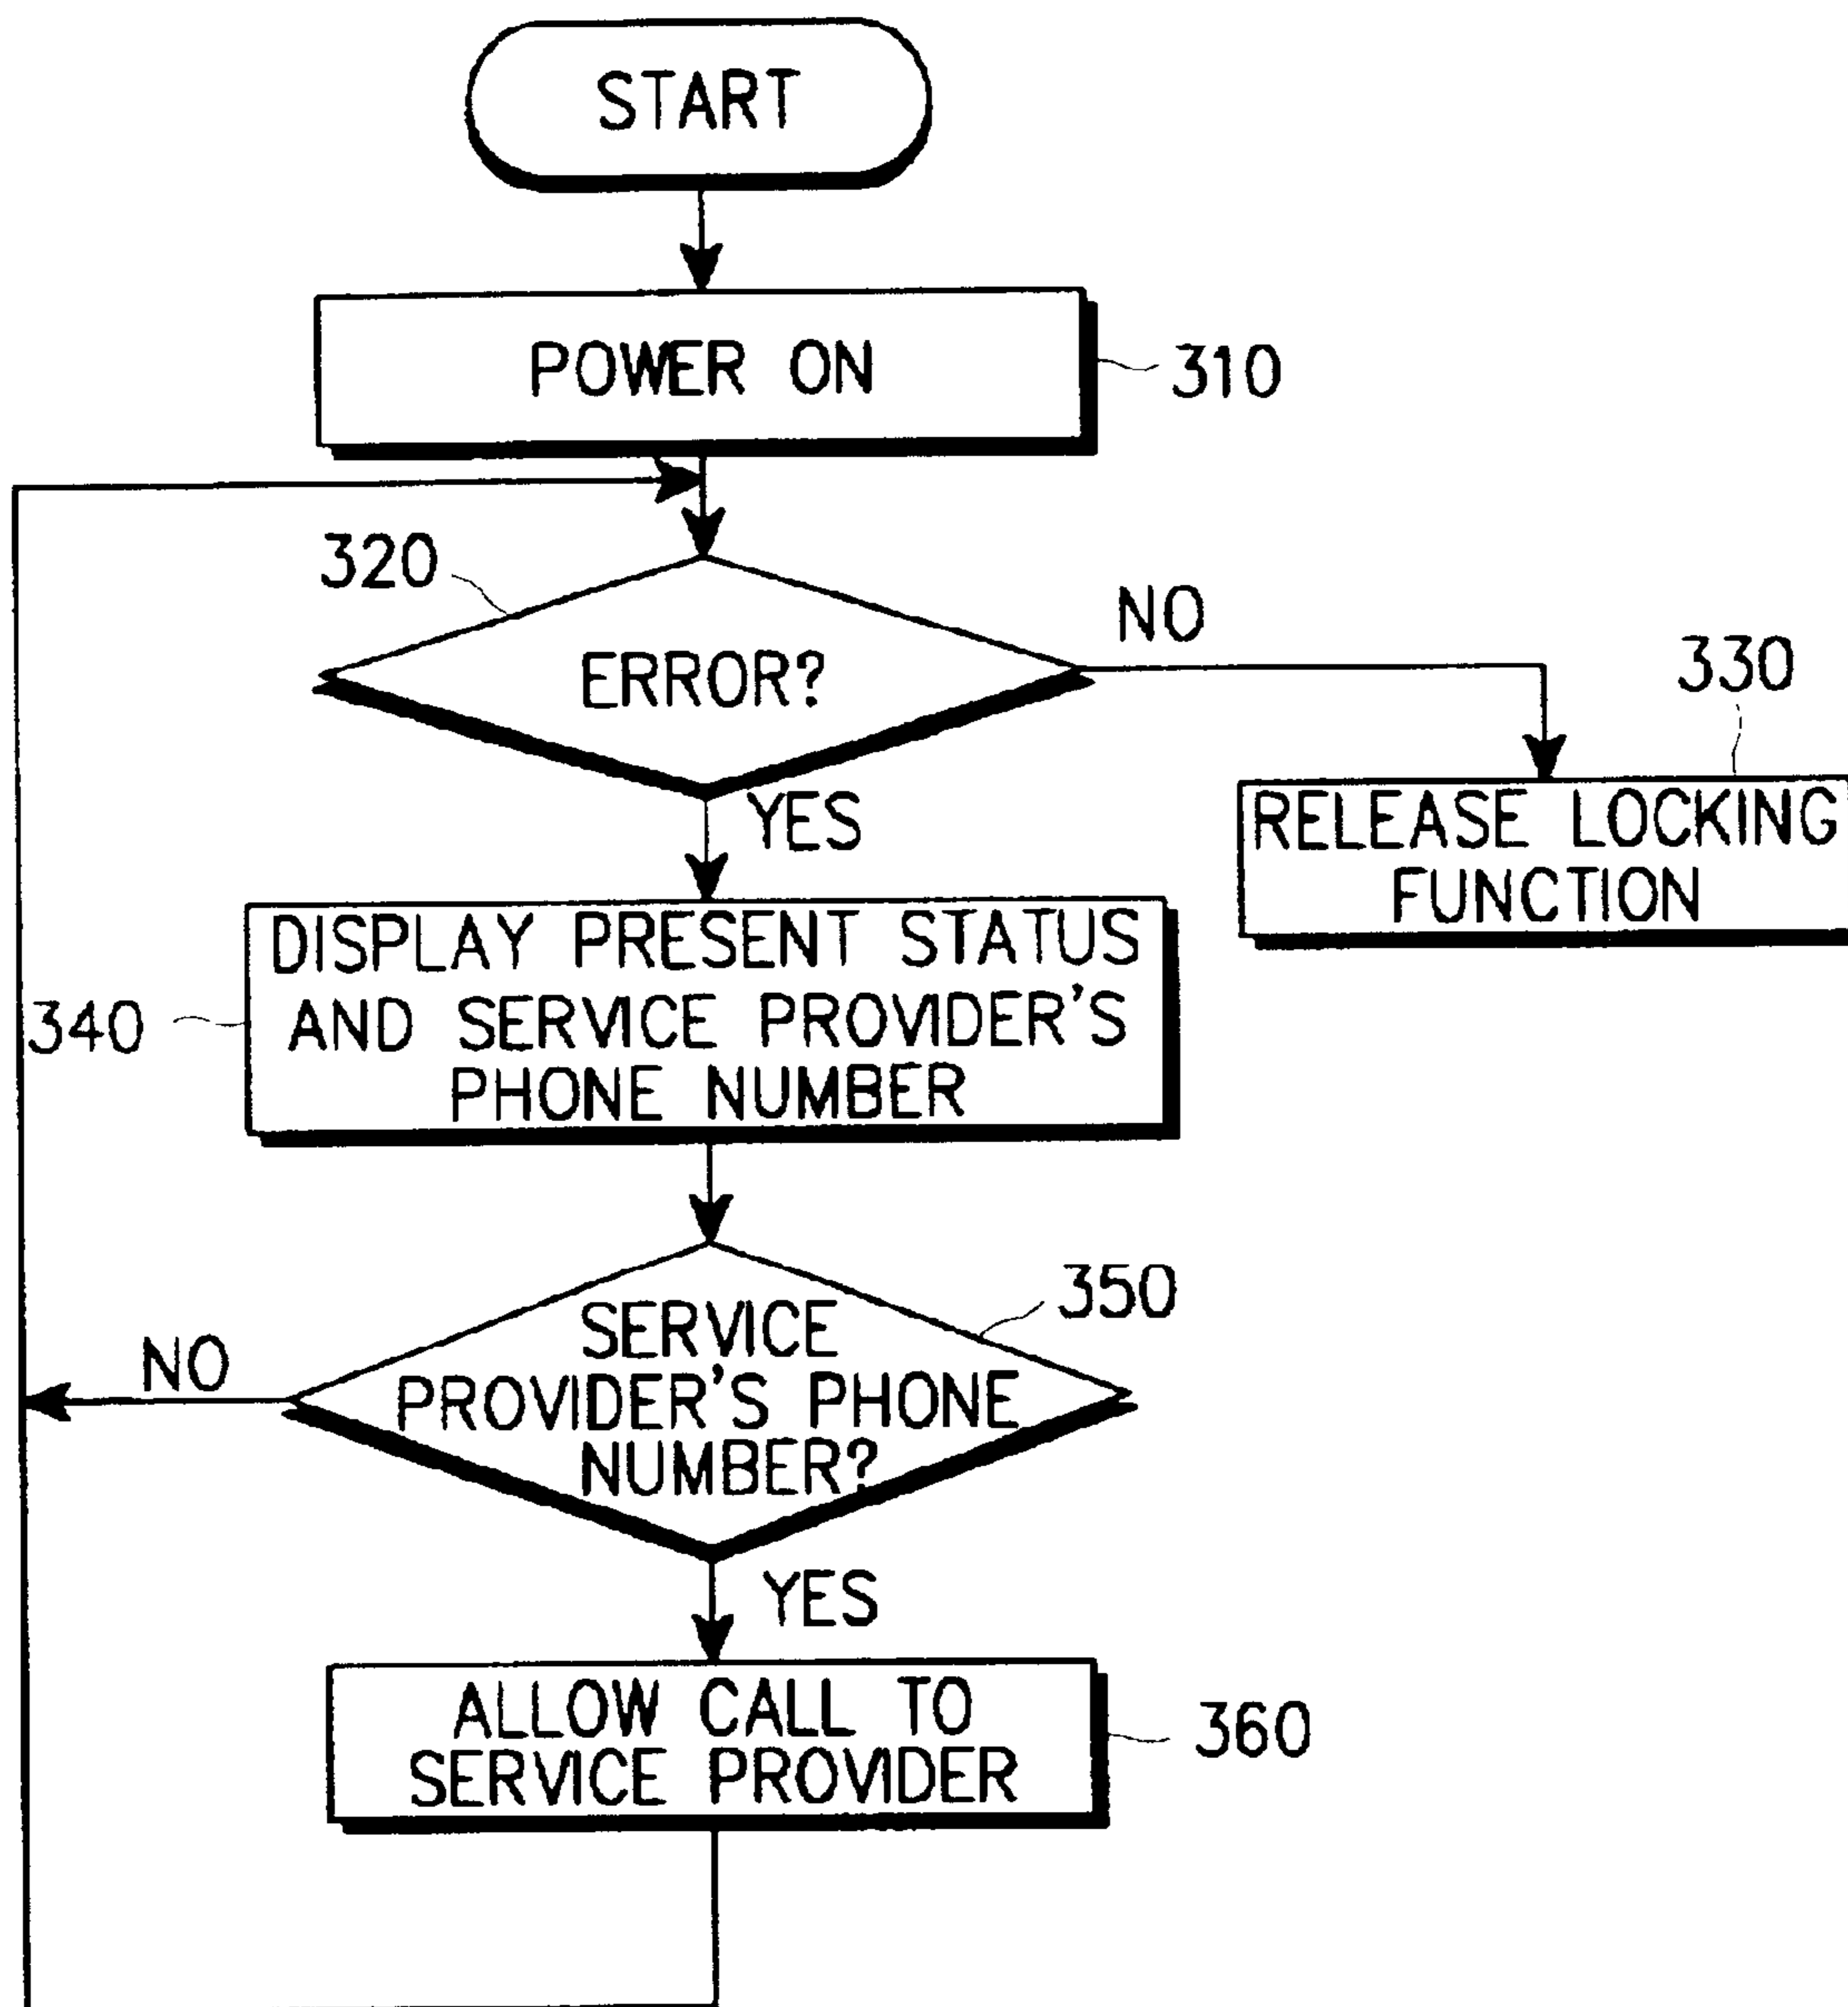 START
POWER ON
310
320
ERROR?
NO
330
YES
RELEASE LOCKING
FUNCTION
DISPLAY PRESENT STATUS
AND SERVICE PROVIDER'S
PHONE NUMBER
340
350
SERVICE
PROVIDER'S PHONE
NUMBER?
NO
YES
ALLOW CALL TO
SERVICE PROVIDER
360